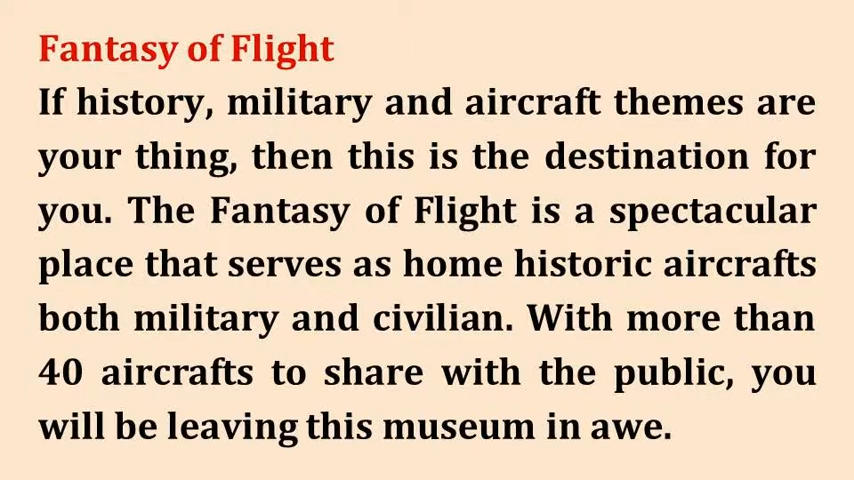 Fantasy of Flight
If history, military and aircraft themes are
your thing, then this is the destination for
you. The Fantasy of Flight is a spectacular
place that serves as home historic aircrafts
both military and civilian. With more than
40 aircrafts to share with the public, you
will be leaving this museum in awe.